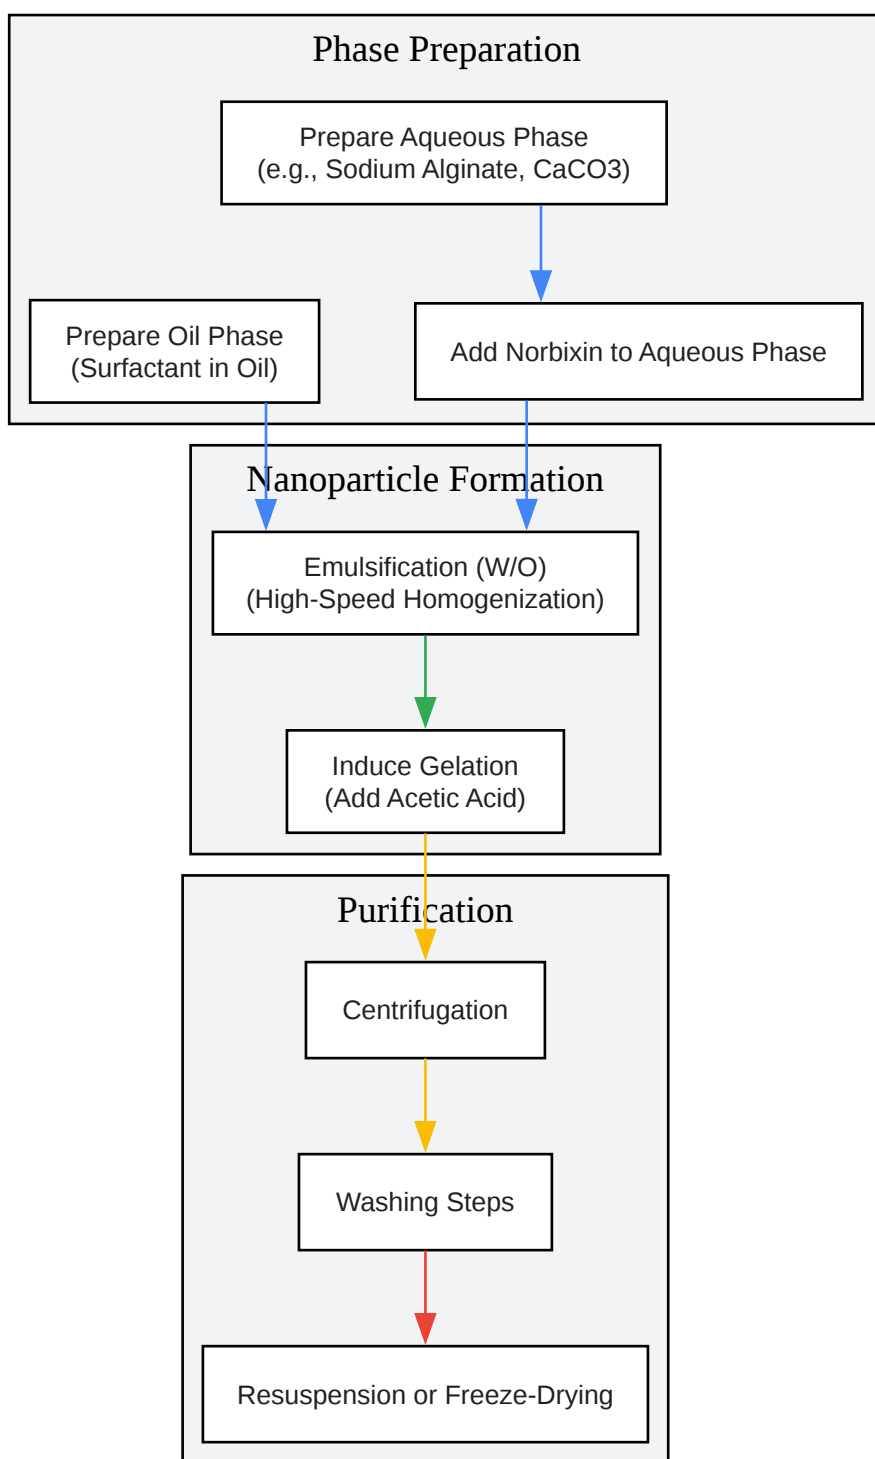 Phase Preparation
Prepare Aqueous Phase
(e.g., Sodium Alginate, CaCO3)
Prepare Oil Phase
(Surfactant in Oil)
Add Norbixin to Aqueous Phase
Nanoparticle Formation
Emulsification (W/O)
(High-Speed Homogenization)
Induce Gelation
(Add Acetic Acid)
Purification
Centrifugation
Washing Steps
Resuspension or Freeze-Drying